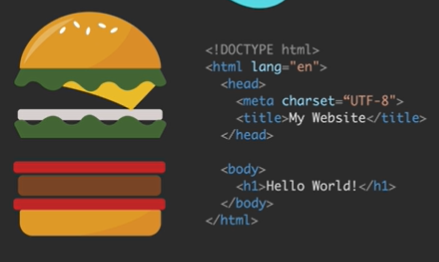 <!DOCTYPE html>
<html lang="en">
<head>
<meta charset="UTF-8">
<title>My Website</title>
</head>
<body>
<h1>Hello World!</h1>
</body>
</html>